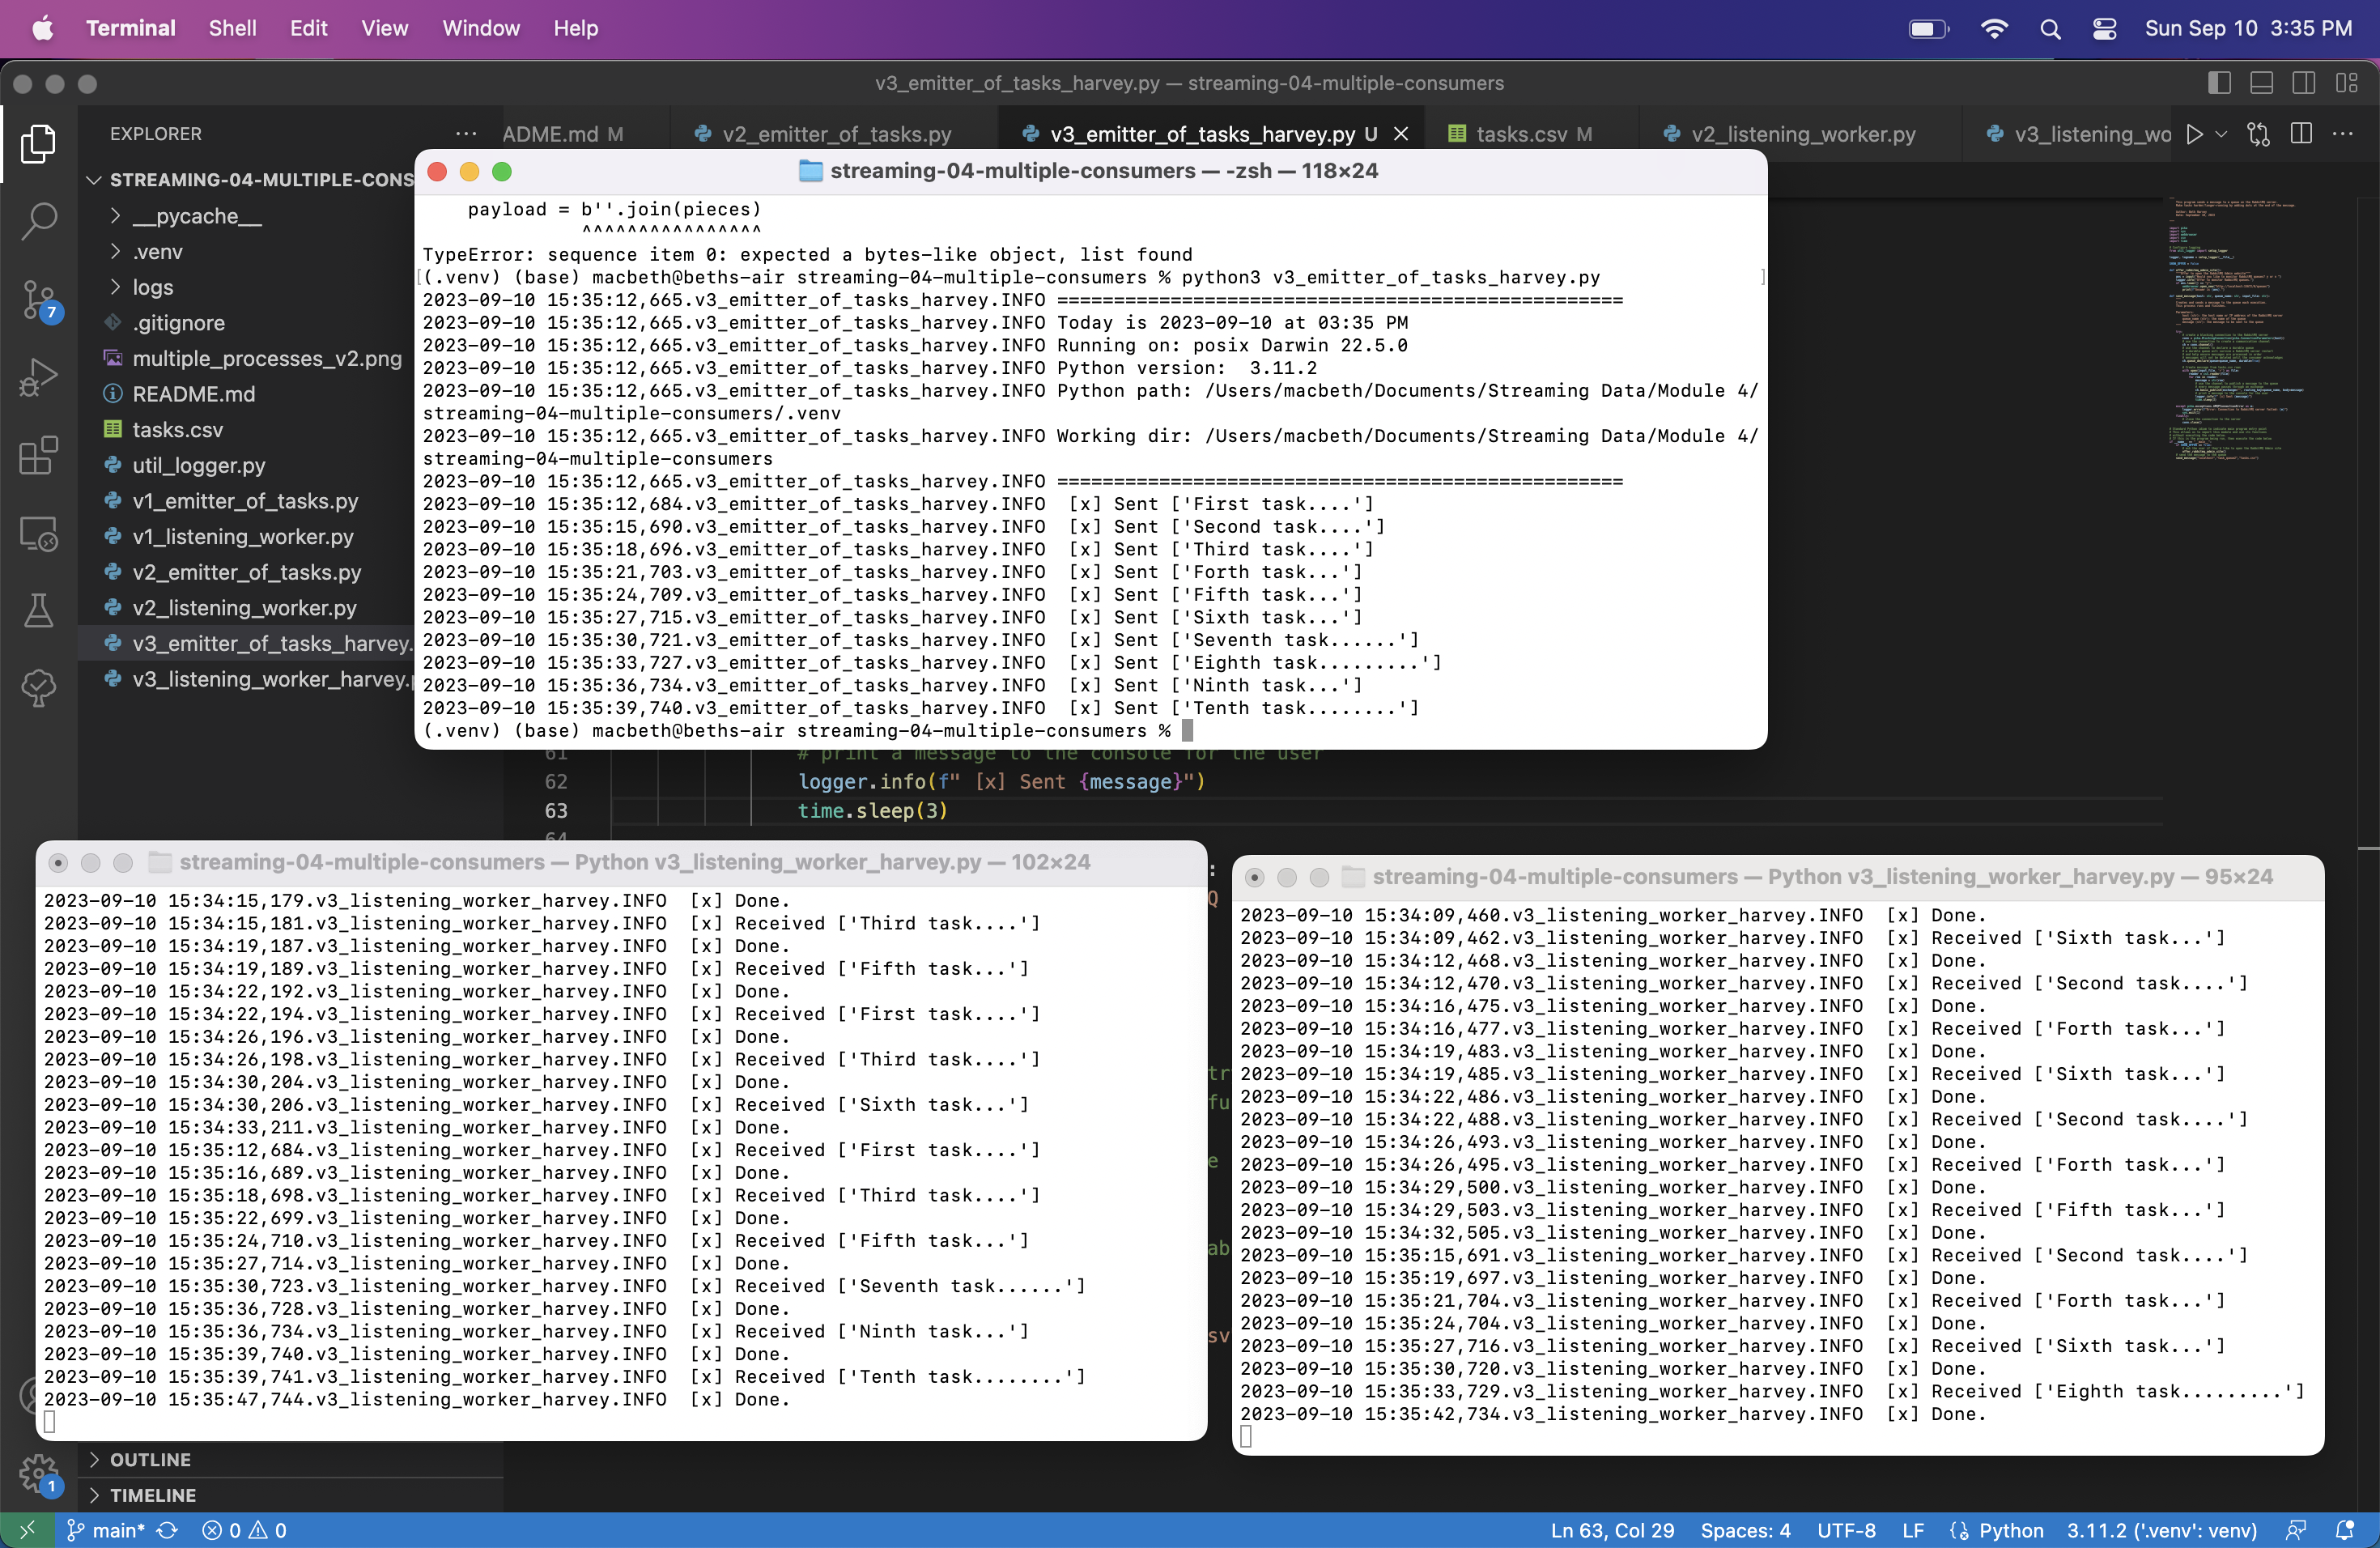 Terminal Shell Edit View Window Help Sun Sep 10 3:35 PM
v3_emitter_of_tasks_harvey.py — streaming-04-multiple-consumers
EXPLORER ··· ADME.md M v2_emitter_of_tasks.py v3_emitter_of_tasks_harvey.py U tasks.csv M v2_listening_worker.py v3_listening_wo
STREAMING-04-MULTIPLE-CONS
__pycache__
.venv
logs
.gitignore
multiple_processes_v2.png
README.md
tasks.csv
util_logger.py
v1_emitter_of_tasks.py
v1_listening_worker.py
v2_emitter_of_tasks.py
v2_listening_worker.py
v3_emitter_of_tasks_harvey.
v3_listening_worker_harvey.
7
1
OUTLINE
TIMELINE
streaming-04-multiple-consumers — -zsh — 118×24
payload = b''.join(pieces)
^^^^^^^^^^^^^^^^
TypeError: sequence item 0: expected a bytes-like object, list found
[(.venv) (base) macbeth@beths-air streaming-04-multiple-consumers % python3 v3_emitter_of_tasks_harvey.py ]
2023-09-10 15:35:12,665.v3_emitter_of_tasks_harvey.INFO ==================================================
2023-09-10 15:35:12,665.v3_emitter_of_tasks_harvey.INFO Today is 2023-09-10 at 03:35 PM
2023-09-10 15:35:12,665.v3_emitter_of_tasks_harvey.INFO Running on: posix Darwin 22.5.0
2023-09-10 15:35:12,665.v3_emitter_of_tasks_harvey.INFO Python version:  3.11.2
2023-09-10 15:35:12,665.v3_emitter_of_tasks_harvey.INFO Python path: /Users/macbeth/Documents/Streaming Data/Module 4/
streaming-04-multiple-consumers/.venv
2023-09-10 15:35:12,665.v3_emitter_of_tasks_harvey.INFO Working dir: /Users/macbeth/Documents/Streaming Data/Module 4/
streaming-04-multiple-consumers
2023-09-10 15:35:12,665.v3_emitter_of_tasks_harvey.INFO ==================================================
2023-09-10 15:35:12,684.v3_emitter_of_tasks_harvey.INFO  [x] Sent ['First task....']
2023-09-10 15:35:15,690.v3_emitter_of_tasks_harvey.INFO  [x] Sent ['Second task....']
2023-09-10 15:35:18,696.v3_emitter_of_tasks_harvey.INFO  [x] Sent ['Third task....']
2023-09-10 15:35:21,703.v3_emitter_of_tasks_harvey.INFO  [x] Sent ['Forth task...']
2023-09-10 15:35:24,709.v3_emitter_of_tasks_harvey.INFO  [x] Sent ['Fifth task...']
2023-09-10 15:35:27,715.v3_emitter_of_tasks_harvey.INFO  [x] Sent ['Sixth task...']
2023-09-10 15:35:30,721.v3_emitter_of_tasks_harvey.INFO  [x] Sent ['Seventh task......']
2023-09-10 15:35:33,727.v3_emitter_of_tasks_harvey.INFO  [x] Sent ['Eighth task.........']
2023-09-10 15:35:36,734.v3_emitter_of_tasks_harvey.INFO  [x] Sent ['Ninth task...']
2023-09-10 15:35:39,740.v3_emitter_of_tasks_harvey.INFO  [x] Sent ['Tenth task........']
(.venv) (base) macbeth@beths-air streaming-04-multiple-consumers %
61 # print a message to the console for the user
62 logger.info(f" [x] Sent {message}")
63 time.sleep(3)
64
streaming-04-multiple-consumers — Python v3_listening_worker_harvey.py — 102×24
2023-09-10 15:34:15,179.v3_listening_worker_harvey.INFO  [x] Done.
2023-09-10 15:34:15,181.v3_listening_worker_harvey.INFO  [x] Received ['Third task....']
2023-09-10 15:34:19,187.v3_listening_worker_harvey.INFO  [x] Done.
2023-09-10 15:34:19,189.v3_listening_worker_harvey.INFO  [x] Received ['Fifth task...']
2023-09-10 15:34:22,192.v3_listening_worker_harvey.INFO  [x] Done.
2023-09-10 15:34:22,194.v3_listening_worker_harvey.INFO  [x] Received ['First task....']
2023-09-10 15:34:26,196.v3_listening_worker_harvey.INFO  [x] Done.
2023-09-10 15:34:26,198.v3_listening_worker_harvey.INFO  [x] Received ['Third task....']
2023-09-10 15:34:30,204.v3_listening_worker_harvey.INFO  [x] Done.
2023-09-10 15:34:30,206.v3_listening_worker_harvey.INFO  [x] Received ['Sixth task...']
2023-09-10 15:34:33,211.v3_listening_worker_harvey.INFO  [x] Done.
2023-09-10 15:35:12,684.v3_listening_worker_harvey.INFO  [x] Received ['First task....']
2023-09-10 15:35:16,689.v3_listening_worker_harvey.INFO  [x] Done.
2023-09-10 15:35:18,698.v3_listening_worker_harvey.INFO  [x] Received ['Third task....']
2023-09-10 15:35:22,699.v3_listening_worker_harvey.INFO  [x] Done.
2023-09-10 15:35:24,710.v3_listening_worker_harvey.INFO  [x] Received ['Fifth task...']
2023-09-10 15:35:27,714.v3_listening_worker_harvey.INFO  [x] Done.
2023-09-10 15:35:30,723.v3_listening_worker_harvey.INFO  [x] Received ['Seventh task......']
2023-09-10 15:35:36,728.v3_listening_worker_harvey.INFO  [x] Done.
2023-09-10 15:35:36,734.v3_listening_worker_harvey.INFO  [x] Received ['Ninth task...']
2023-09-10 15:35:39,740.v3_listening_worker_harvey.INFO  [x] Done.
2023-09-10 15:35:39,741.v3_listening_worker_harvey.INFO  [x] Received ['Tenth task........']
2023-09-10 15:35:47,744.v3_listening_worker_harvey.INFO  [x] Done.
:
Q
tr
fu
e
ab
sv
streaming-04-multiple-consumers — Python v3_listening_worker_harvey.py — 95×24
2023-09-10 15:34:09,460.v3_listening_worker_harvey.INFO  [x] Done.
2023-09-10 15:34:09,462.v3_listening_worker_harvey.INFO  [x] Received ['Sixth task...']
2023-09-10 15:34:12,468.v3_listening_worker_harvey.INFO  [x] Done.
2023-09-10 15:34:12,470.v3_listening_worker_harvey.INFO  [x] Received ['Second task....']
2023-09-10 15:34:16,475.v3_listening_worker_harvey.INFO  [x] Done.
2023-09-10 15:34:16,477.v3_listening_worker_harvey.INFO  [x] Received ['Forth task...']
2023-09-10 15:34:19,483.v3_listening_worker_harvey.INFO  [x] Done.
2023-09-10 15:34:19,485.v3_listening_worker_harvey.INFO  [x] Received ['Sixth task...']
2023-09-10 15:34:22,486.v3_listening_worker_harvey.INFO  [x] Done.
2023-09-10 15:34:22,488.v3_listening_worker_harvey.INFO  [x] Received ['Second task....']
2023-09-10 15:34:26,493.v3_listening_worker_harvey.INFO  [x] Done.
2023-09-10 15:34:26,495.v3_listening_worker_harvey.INFO  [x] Received ['Forth task...']
2023-09-10 15:34:29,500.v3_listening_worker_harvey.INFO  [x] Done.
2023-09-10 15:34:29,503.v3_listening_worker_harvey.INFO  [x] Received ['Fifth task...']
2023-09-10 15:34:32,505.v3_listening_worker_harvey.INFO  [x] Done.
2023-09-10 15:35:15,691.v3_listening_worker_harvey.INFO  [x] Received ['Second task....']
2023-09-10 15:35:19,697.v3_listening_worker_harvey.INFO  [x] Done.
2023-09-10 15:35:21,704.v3_listening_worker_harvey.INFO  [x] Received ['Forth task...']
2023-09-10 15:35:24,704.v3_listening_worker_harvey.INFO  [x] Done.
2023-09-10 15:35:27,716.v3_listening_worker_harvey.INFO  [x] Received ['Sixth task...']
2023-09-10 15:35:30,720.v3_listening_worker_harvey.INFO  [x] Done.
2023-09-10 15:35:33,729.v3_listening_worker_harvey.INFO  [x] Received ['Eighth task.........']
2023-09-10 15:35:42,734.v3_listening_worker_harvey.INFO  [x] Done.
main* 0 0 Ln 63, Col 29 Spaces: 4 UTF-8 LF Python 3.11.2 ('.venv': venv)